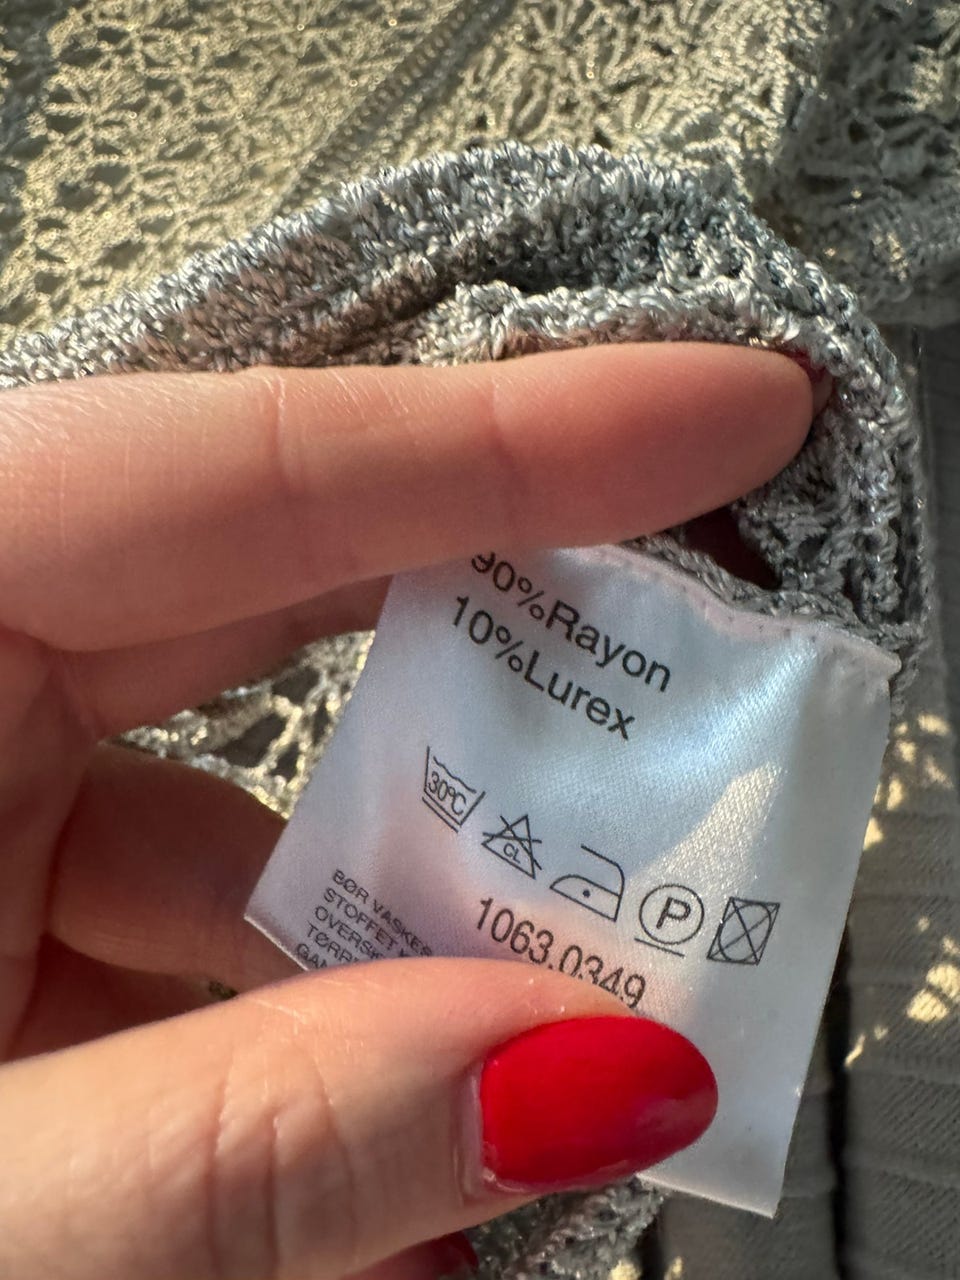 90%Rayon
10%Lurex
30°C
CL
P
1063.0349
BØR VASKES
STOFFET